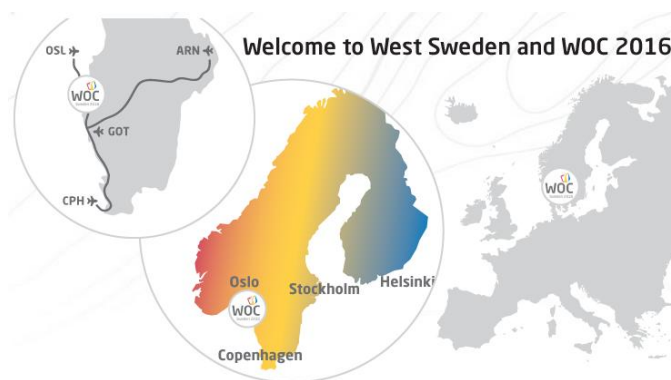 OSL
ARN
Welcome to West Sweden and WOC 2016
WOC
GOT
CPH
WOC
Oslo
Stockholm
Helsinki
WOC
Copenhagen